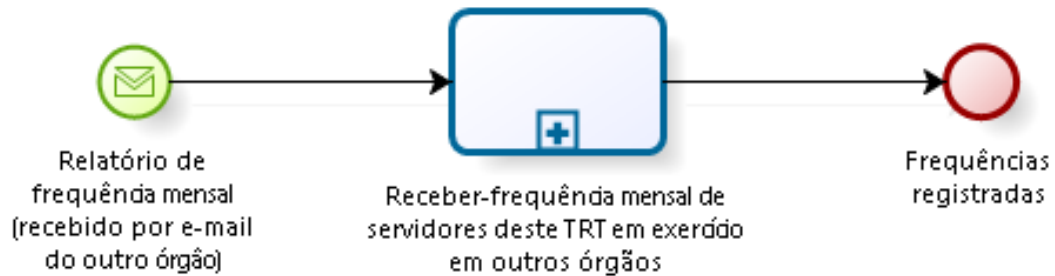 Relatório de
frequência mensal
(recebido por e-mail
do outro órgão)
Receber-frequência mensal de
servidores deste TRT em exercício
em outros órgãos
Frequências
registradas